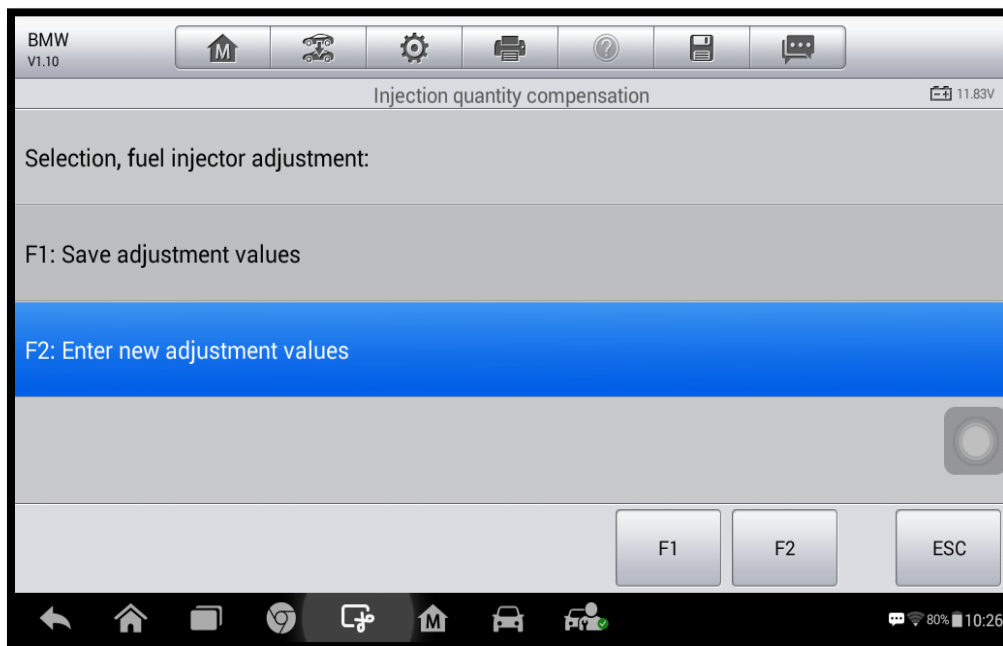 BMW
V1.10
M
?
Injection quantity compensation
11.83V
Selection, fuel injector adjustment:
F1: Save adjustment values
F2: Enter new adjustment values
F1 F2 ESC
M
80% 10:26